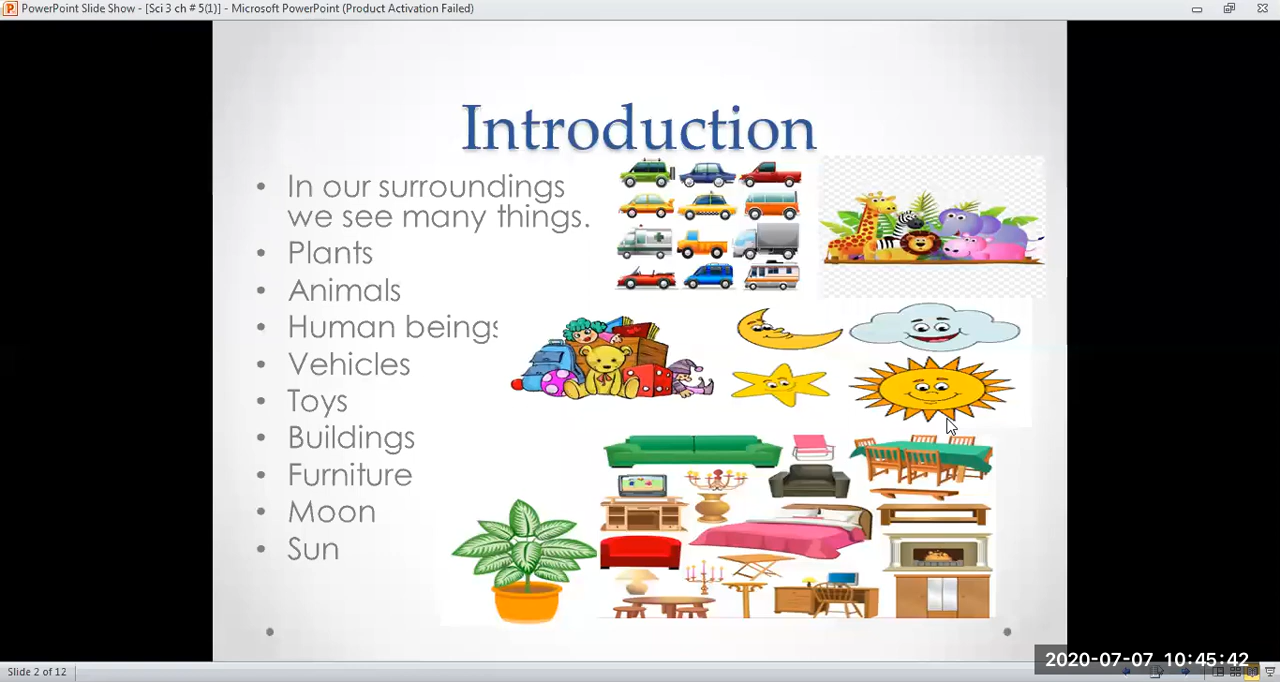 PowerPoint Slide Show - [Sci 3 ch # 5(1)] - Microsoft PowerPoint (Product Activation Failed)
Introduction
• In our surroundings
we see many things.
• Plants
• Animals
• Human beings
• Vehicles
• Toys
• Buildings
• Furniture
• Moon
• Sun
2020-07-07 10:45:42
Slide 2 of 12